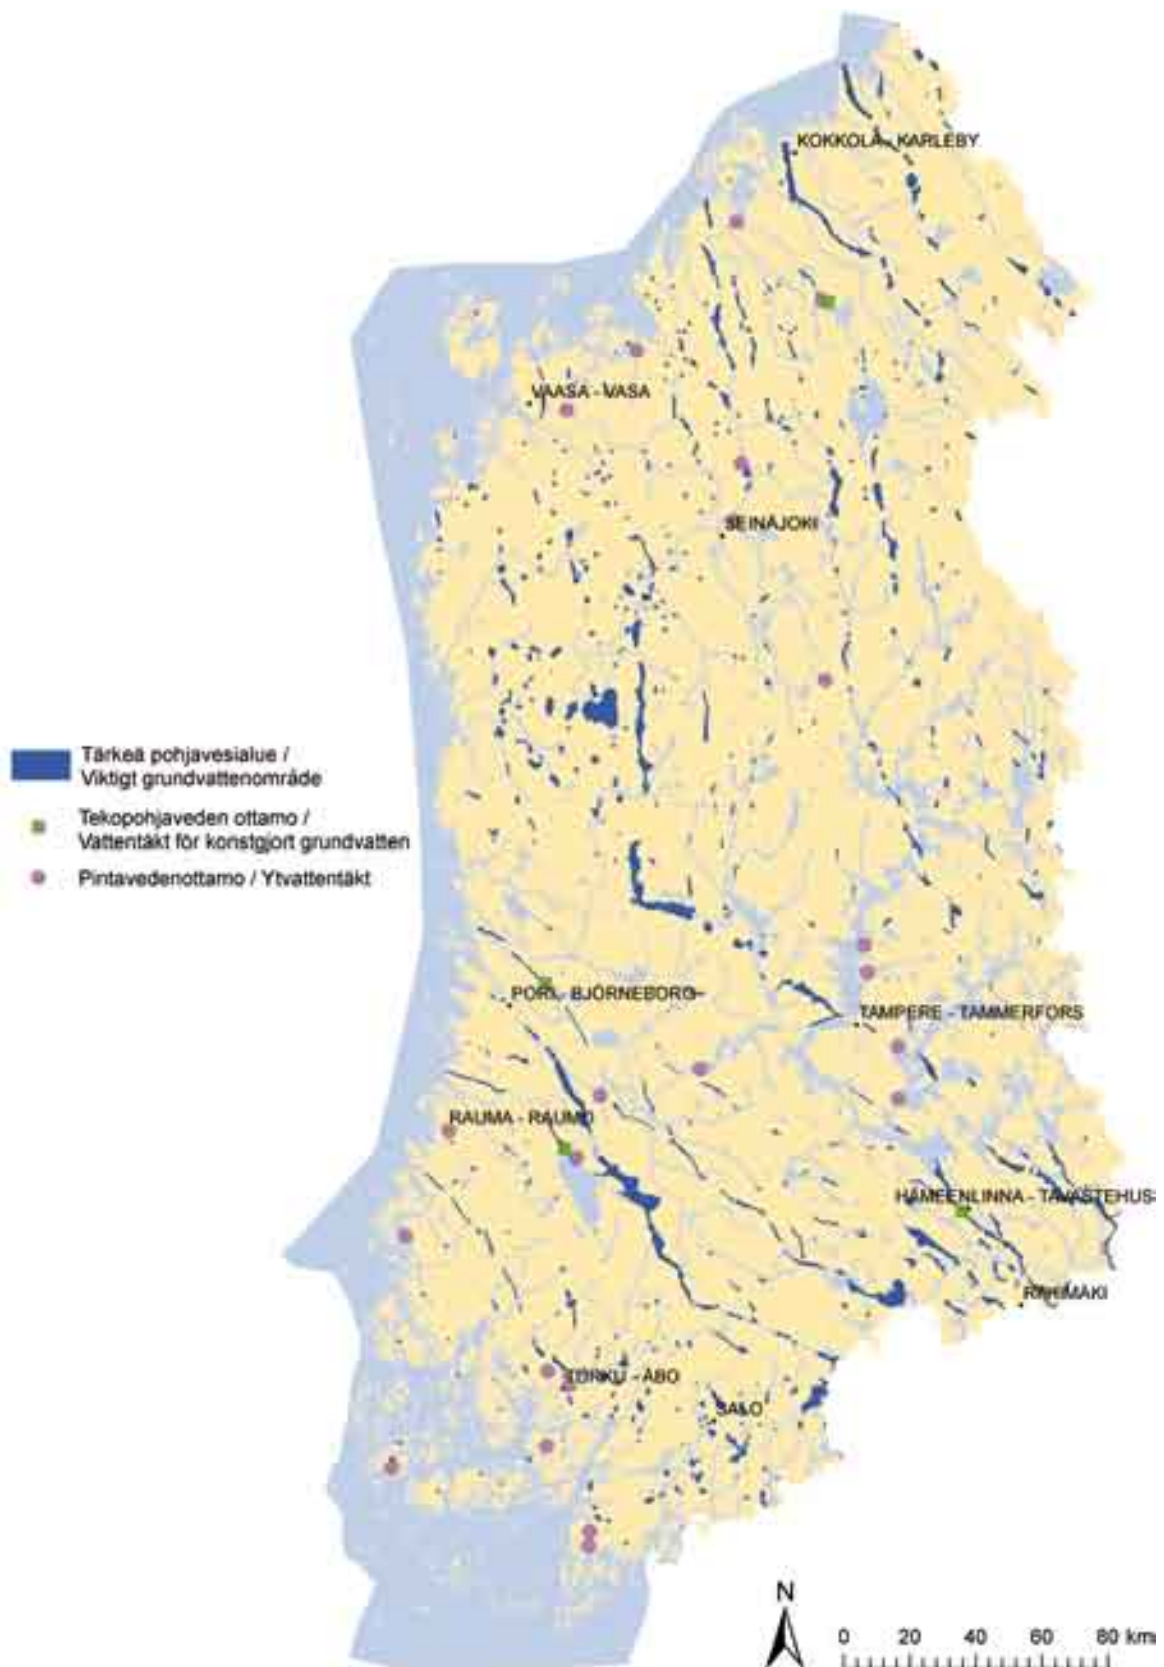 KOKKOLA - KARLEBY
VAASA - VASA
SEINÄJOKI
Tärkeä pohjavesialue /
Viktigt grundvattenområde
Tekopohjaveden ottamo /
Vattentäkt för konstgjort grundvatten
Pintavedenottamo / Ytvattentäkt
PORI - BJÖRNEBORG
TAMPERE - TAMMERFORS
RAUMA - RAUMO
HÄMEENLINNA - TAVASTEHUS
RIIHIMÄKI
TURKU - ÅBO
SALO
N
0 20 40 60 80 km